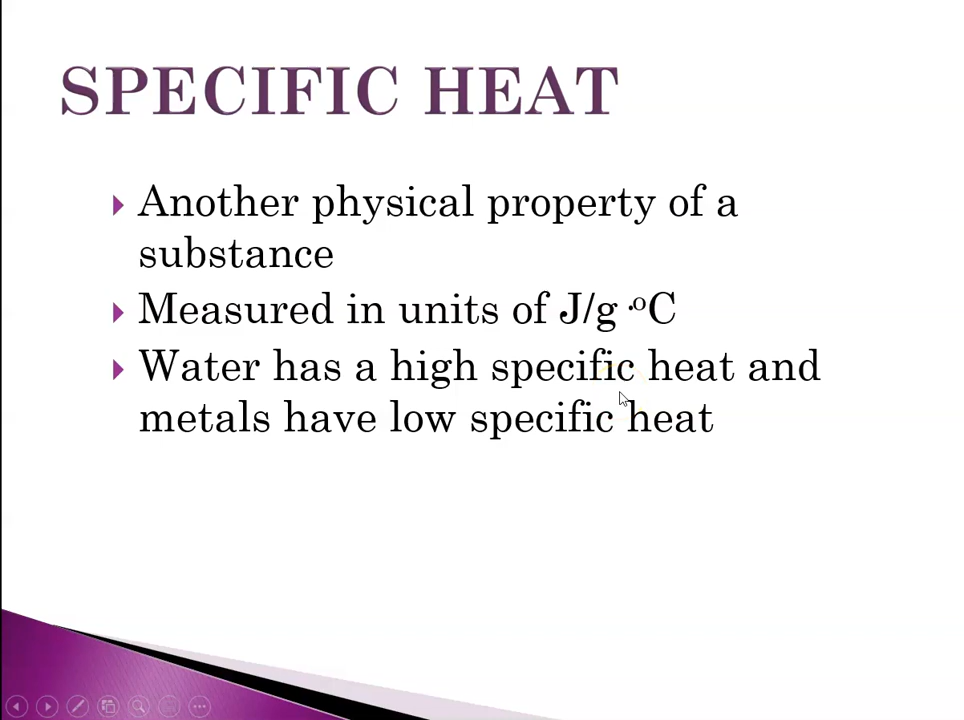 SPECIFIC HEAT
Another physical property of a
substance
Measured in units of J/g·°C
Water has a high specific heat and
metals have low specific heat